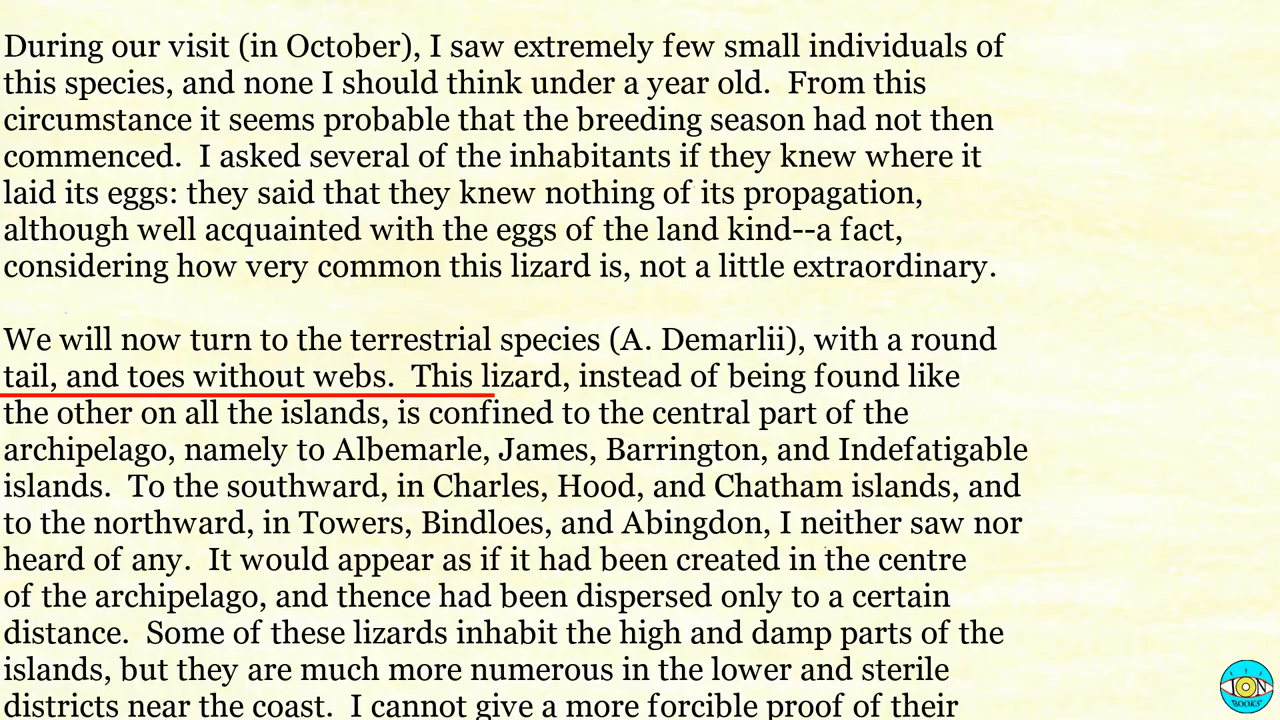 During our visit (in October), I saw extremely few small individuals of
this species, and none I should think under a year old.  From this
circumstance it seems probable that the breeding season had not then
commenced.  I asked several of the inhabitants if they knew where it
laid its eggs: they said that they knew nothing of its propagation,
although well acquainted with the eggs of the land kind--a fact,
considering how very common this lizard is, not a little extraordinary.

We will now turn to the terrestrial species (A. Demarlii), with a round
tail, and toes without webs.  This lizard, instead of being found like
the other on all the islands, is confined to the central part of the
archipelago, namely to Albemarle, James, Barrington, and Indefatigable
islands.  To the southward, in Charles, Hood, and Chatham islands, and
to the northward, in Towers, Bindloes, and Abingdon, I neither saw nor
heard of any.  It would appear as if it had been created in the centre
of the archipelago, and thence had been dispersed only to a certain
distance.  Some of these lizards inhabit the high and damp parts of the
islands, but they are much more numerous in the lower and sterile
districts near the coast.  I cannot give a more forcible proof of their
ION
BOOKS